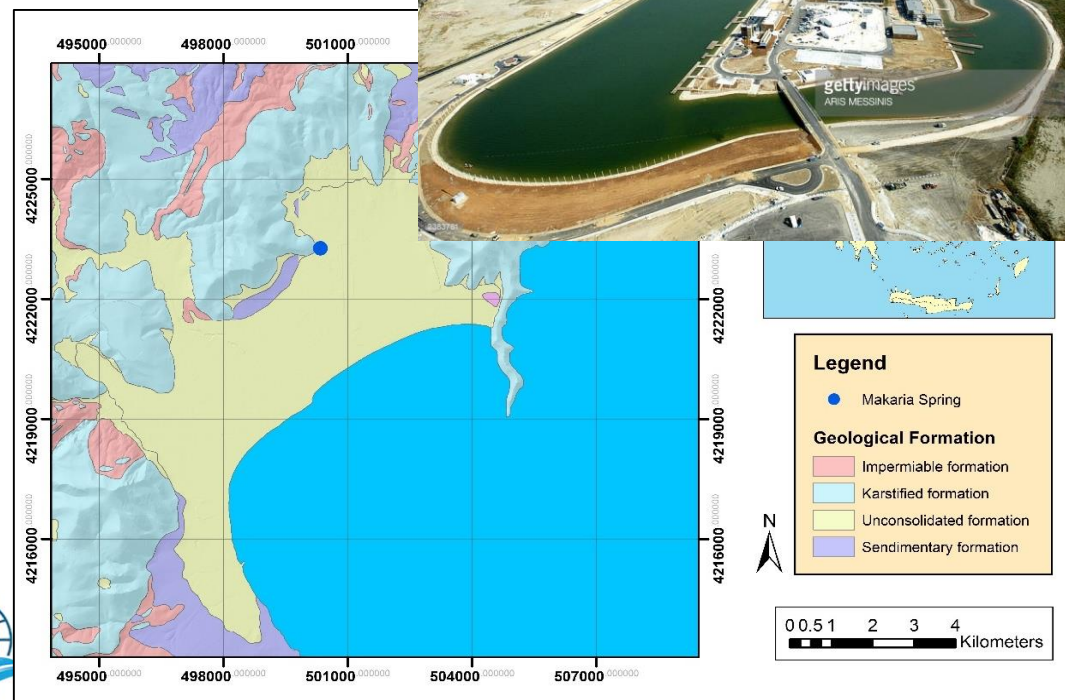 495000.000000 498000.000000 501000.000000
gettyimages
ARIS MESSINIS
4225000.000000
4222000.000000
4222000.000000
4219000.000000
4219000.000000
4216000.000000
4216000.000000
495000.000000 498000.000000 501000.000000 504000.000000 507000.000000
Legend
Makaria Spring
Geological Formation
Impermiable formation
Karstified formation
Unconsolidated formation
Sendimentary formation
N
0 0.5 1 2 3 4
Kilometers